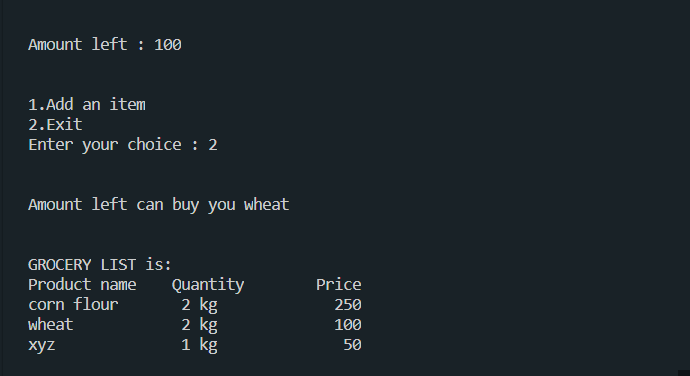 Amount left : 100
1.Add an item
2.Exit
Enter your choice : 2
Amount left can buy you wheat
GROCERY LIST is:
Product name Quantity Price
corn flour 2 kg 250
wheat 2 kg 100
xyz 1 kg 50